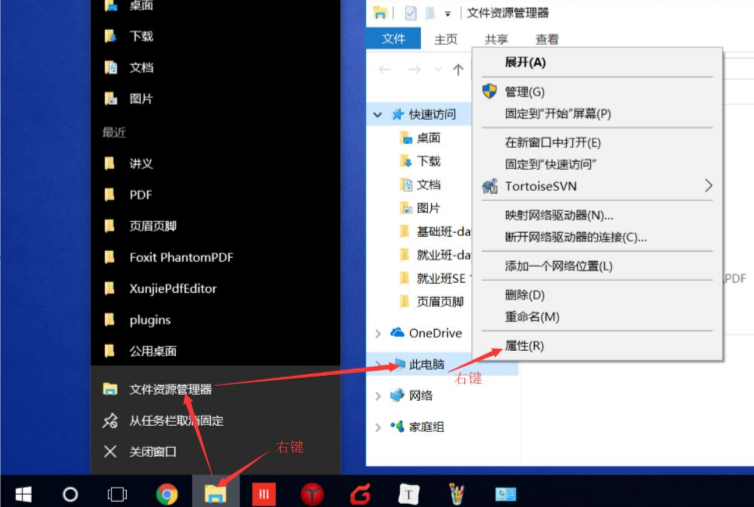 桌面
下载
文档
图片
最近
讲义
PDF
页眉页脚
Foxit PhantomPDF
XunjiePdfEditor
plugins
公用桌面
文件资源管理器
从任务栏取消固定
关闭窗口
右键
文件资源管理器
文件
主页
共享
查看
快速访问
桌面
下载
文档
图片
基础班-da
就业班-da
就业班SE
页眉页脚
OneDrive
此电脑
网络
家庭组
展开(A)
管理(G)
固定到"开始"屏幕(P)
在新窗口中打开(E)
固定到"快速访问"
TortoiseSVN
映射网络驱动器(N)...
断开网络驱动器的连接(C)...
添加一个网络位置(L)
删除(D)
重命名(M)
属性(R)
PDF
右键
T